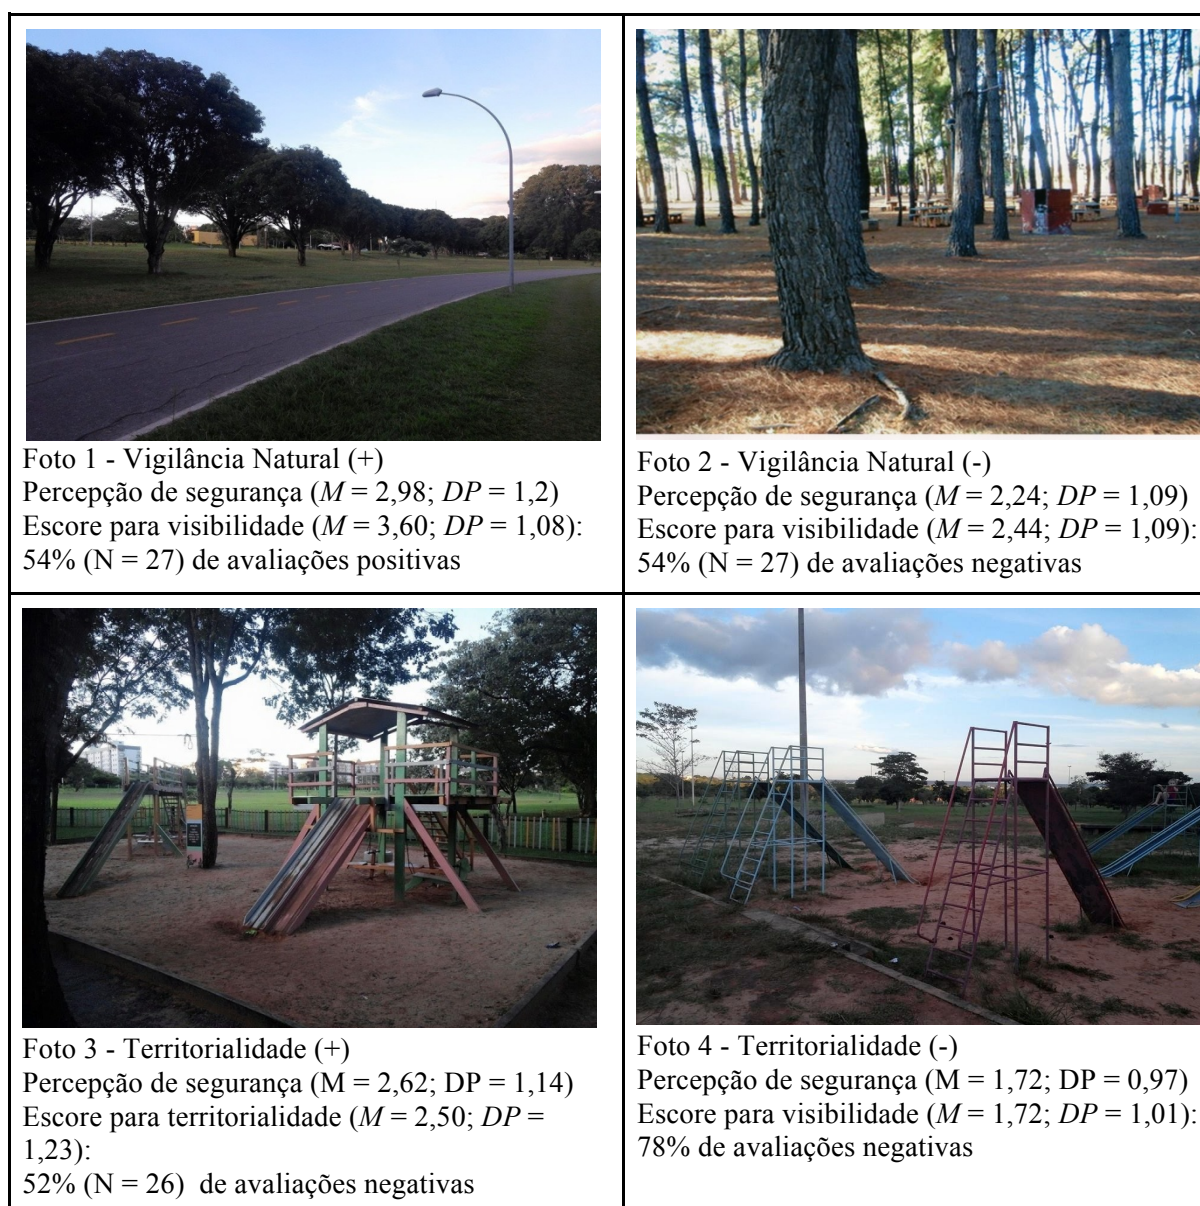 Foto 1 - Vigilância Natural (+)
Percepção de segurança (M = 2,98; DP = 1,2)
Escore para visibilidade (M = 3,60; DP = 1,08):
54% (N = 27) de avaliações positivas
Foto 2 - Vigilância Natural (-)
Percepção de segurança (M = 2,24; DP = 1,09)
Escore para visibilidade (M = 2,44; DP = 1,09):
54% (N = 27) de avaliações negativas
Foto 3 - Territorialidade (+)
Percepção de segurança (M = 2,62; DP = 1,14)
Escore para territorialidade (M = 2,50; DP =
1,23):
52% (N = 26)  de avaliações negativas
Foto 4 - Territorialidade (-)
Percepção de segurança (M = 1,72; DP = 0,97)
Escore para visibilidade (M = 1,72; DP = 1,01):
78% de avaliações negativas